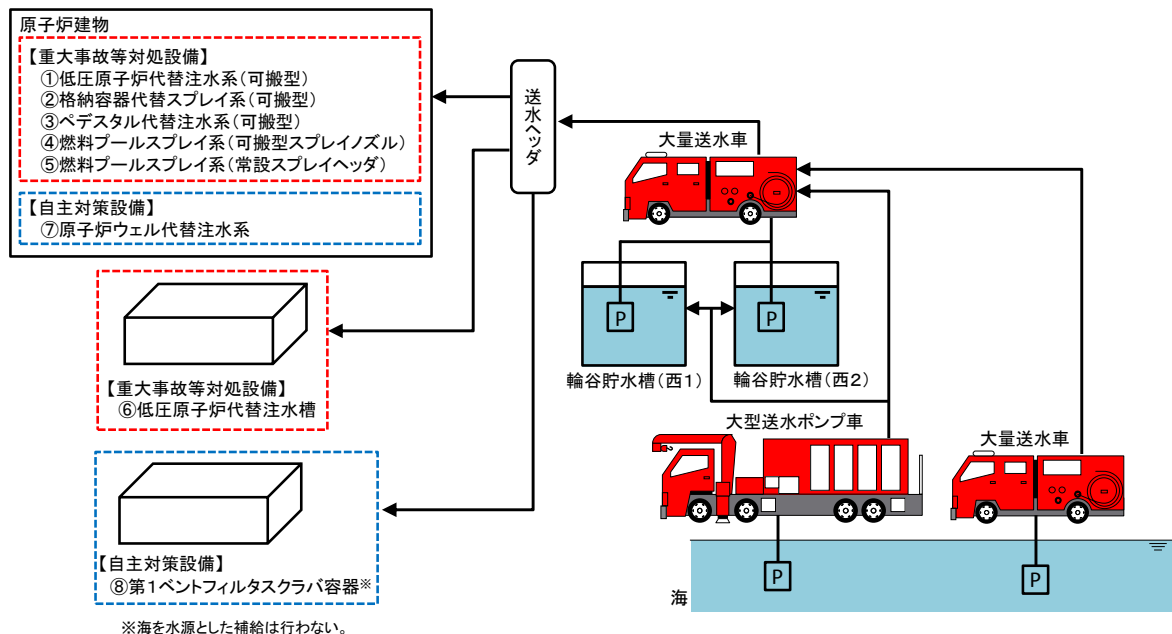 原子炉建物
【重大事故等対処設備】
①低圧原子炉代替注水系(可搬型)
②格納容器代替スプレイ系(可搬型)
③ペデスタル代替注水系(可搬型)
④燃料プールスプレイ系(可搬型スプレイノズル)
⑤燃料プールスプレイ系(常設スプレイヘッダ)
【自主対策設備】
⑦原子炉ウェル代替注水系
送水ヘッダ
大量送水車
P
P
輪谷貯水槽(西1)
輪谷貯水槽(西2)
【重大事故等対処設備】
⑥低圧原子炉代替注水槽
大型送水ポンプ車
大量送水車
【自主対策設備】
⑧第1ベントフィルタスクラバ容器※
P
P
海
※海を水源とした補給は行わない。